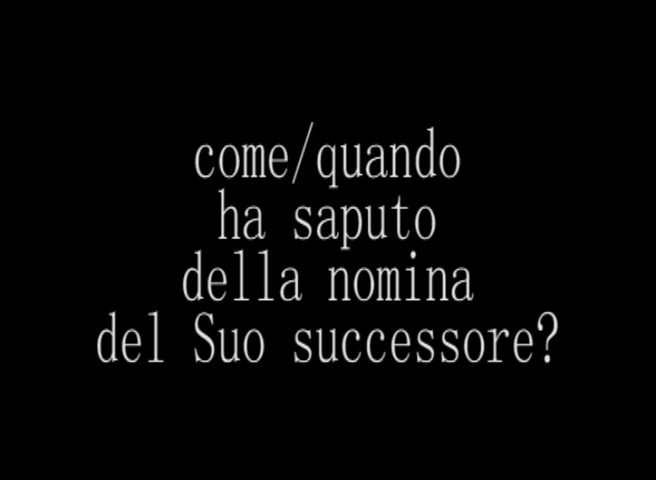 come/quando
ha saputo
della nomina
del Suo successore?